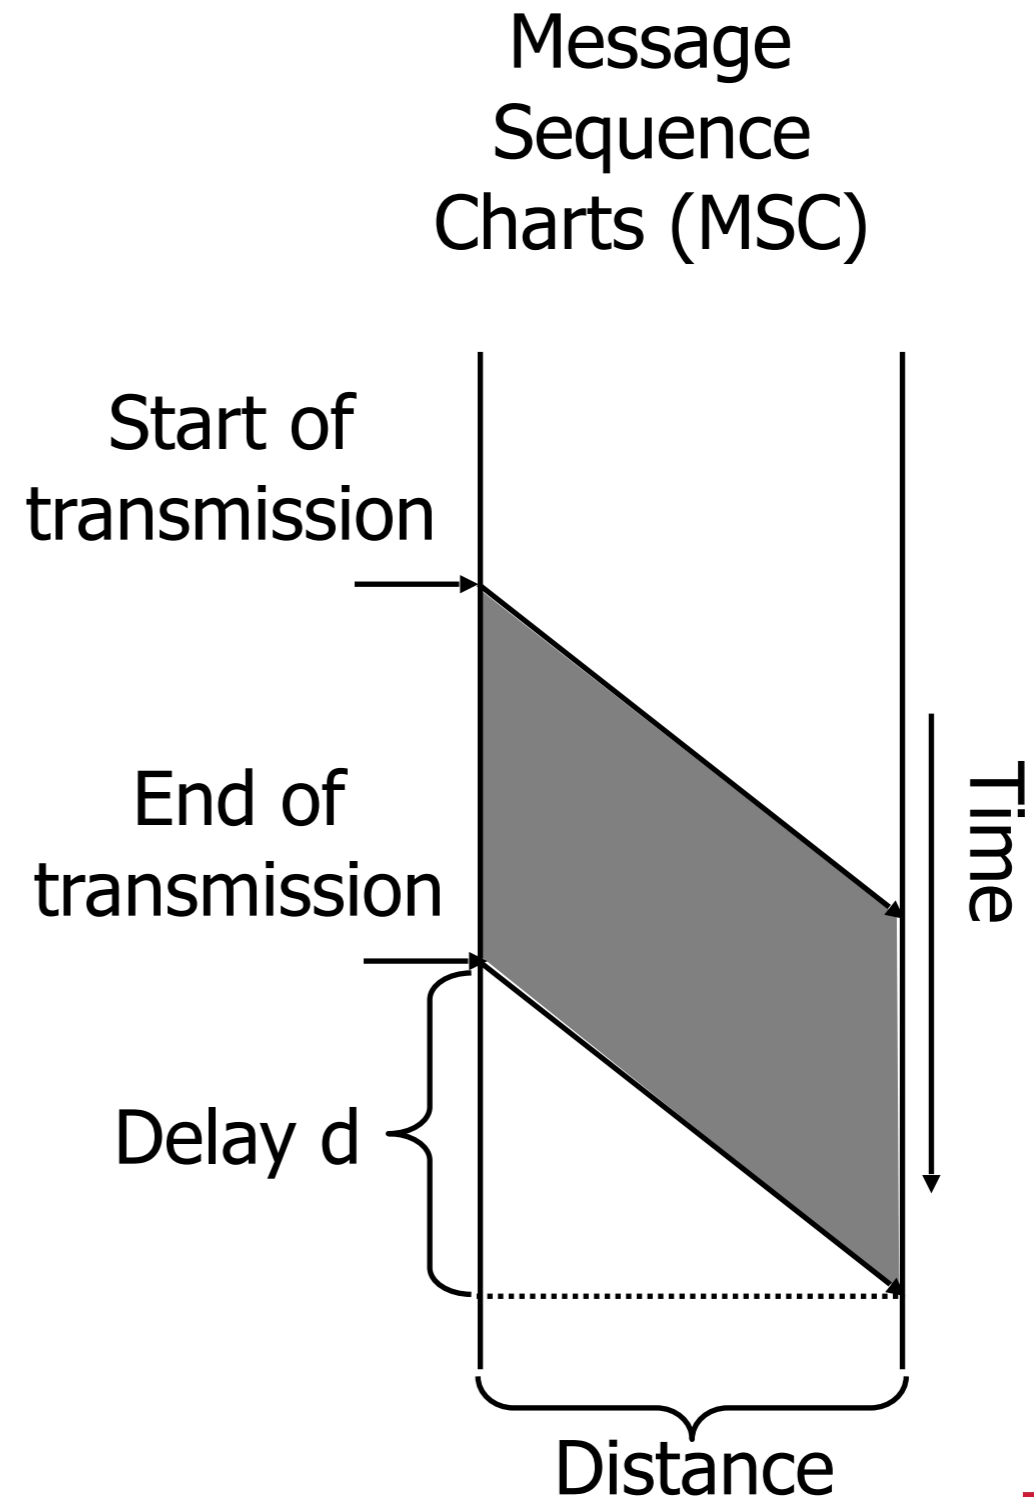 Message
Sequence
Charts (MSC)
Start of
transmission
End of
transmission
Time
Delay d
Distance